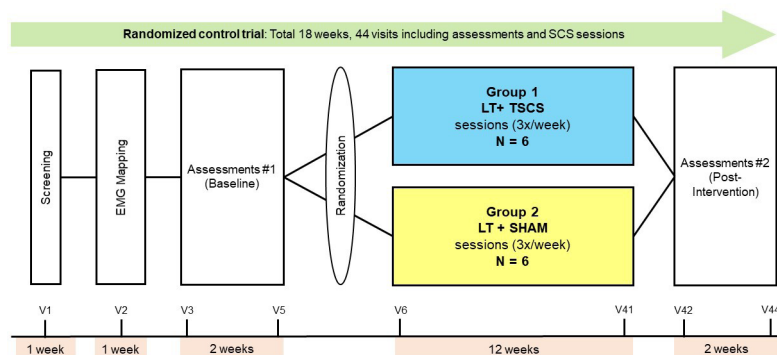 Randomized control trial: Total 18 weeks, 44 visits including assessments and SCS sessions
Screening
EMG Mapping
Assessments #1
(Baseline)
Randomization
Group 1
LT+ TSCS
sessions (3x/week)
N = 6
Group 2
LT + SHAM
sessions (3x/week)
N = 6
Assessments #2
(Post-
Intervention)
V1
V2
V3
V5
V6
V41
V42
V44
1 week
1 week
2 weeks
12 weeks
2 weeks